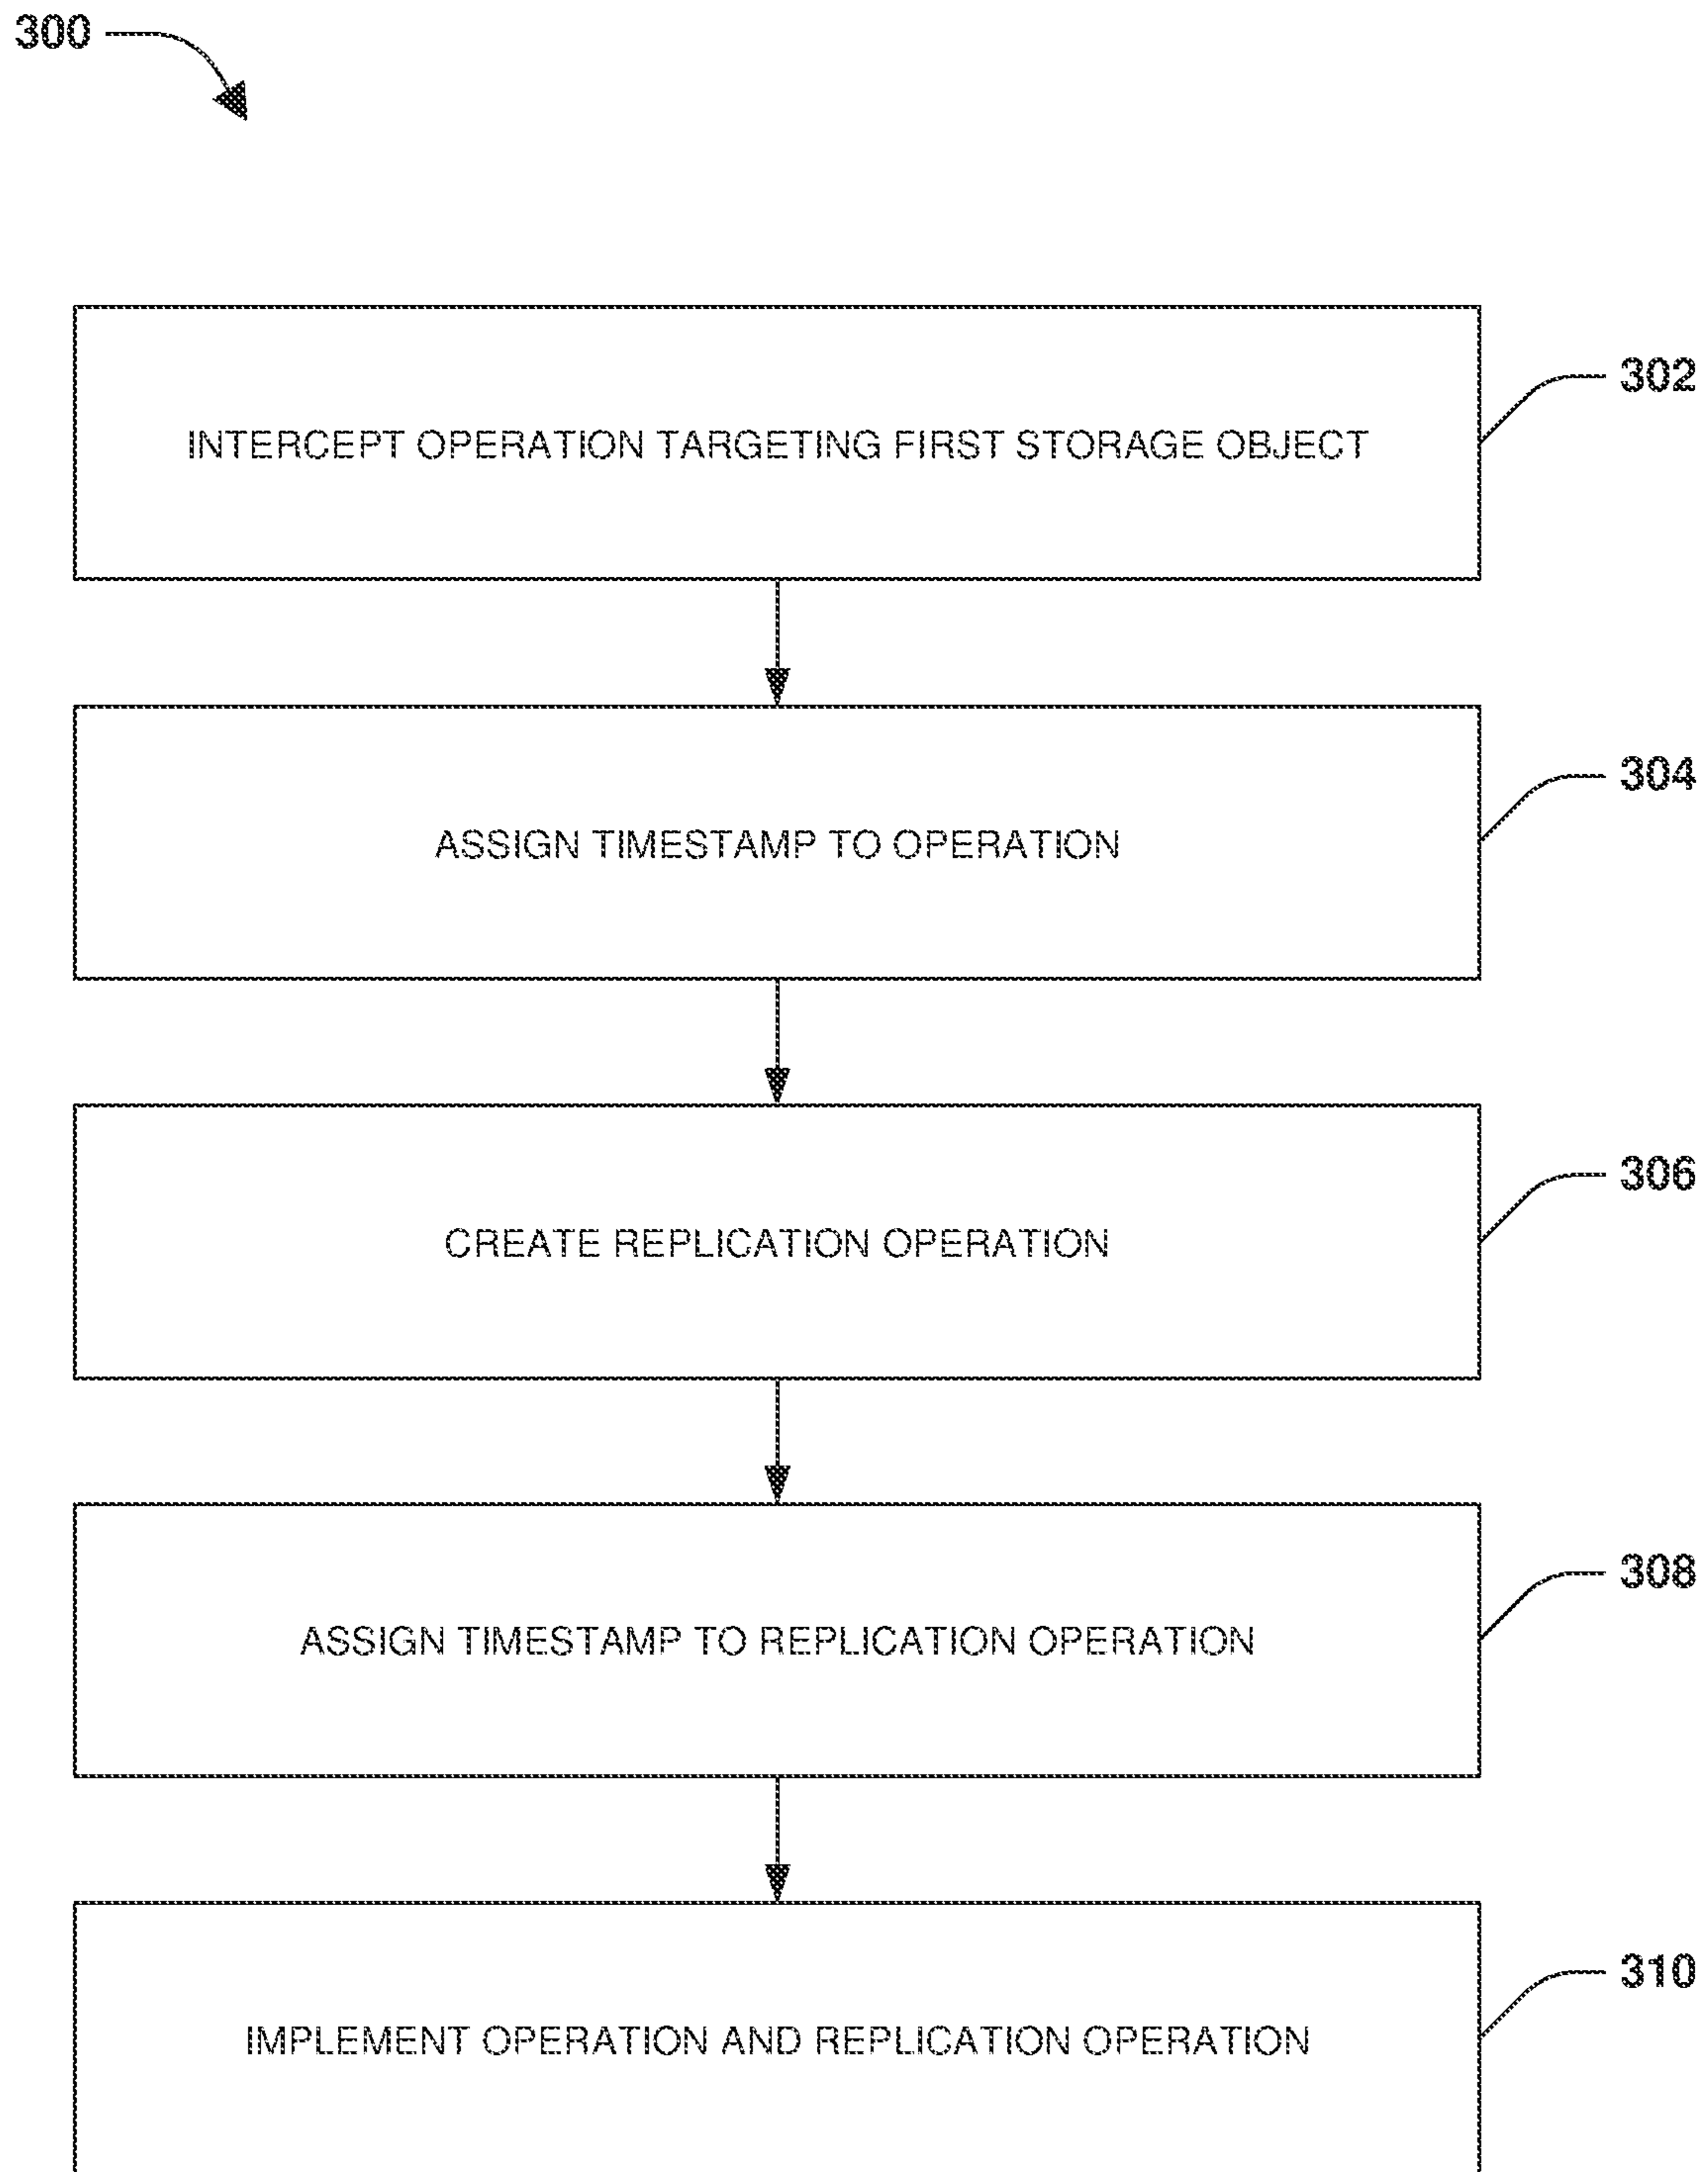 300
302
INTERCEPT OPERATION TARGETING FIRST STORAGE OBJECT
304
ASSIGN TIMESTAMP TO OPERATION
306
CREATE REPLICATION OPERATION
308
ASSIGN TIMESTAMP TO REPLICATION OPERATION
310
IMPLEMENT OPERATION AND REPLICATION OPERATION